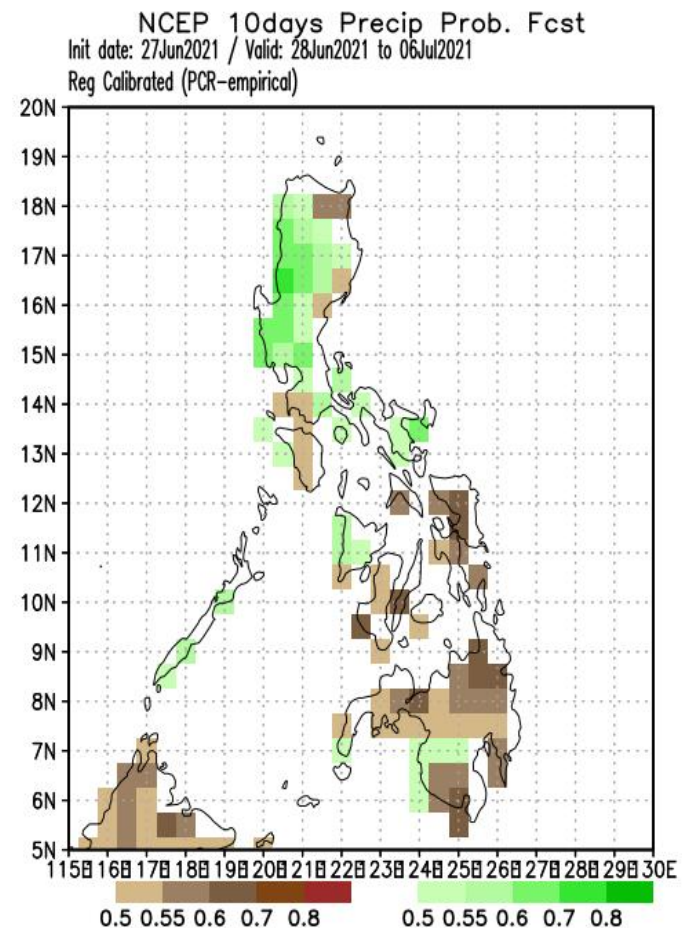 NCEP 10days Precip Prob. Fcst
Init date: 27Jun2021 / Valid: 28Jun2021 to 06Jul2021
Reg Calibrated (PCR-empirical)
20N
19N
18N
17N
16N
15N
14N
13N
12N
11N
10N
9N
8N
7N
6N
5N
115E 116E 117E 118E 119E 120E 121E 122E 123E 124E 125E 126E 127E 128E 129E 130E
0.5 0.55 0.6 0.7 0.8 0.5 0.55 0.6 0.7 0.8